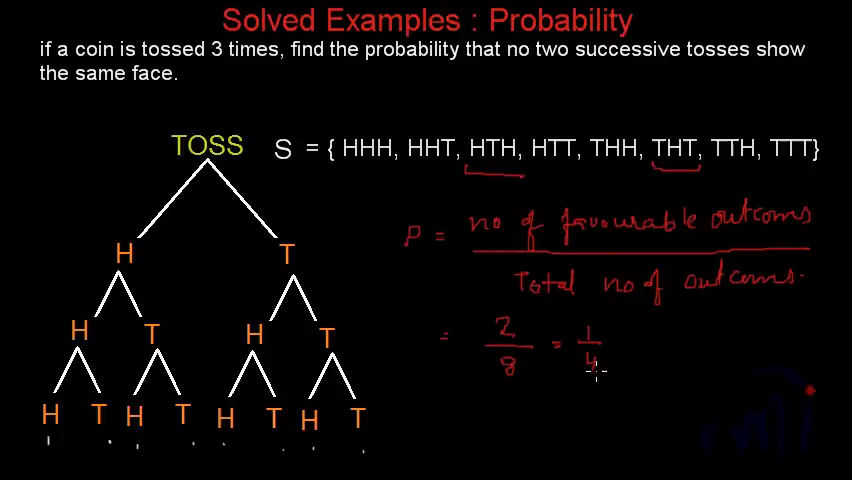 Solved Examples : Probability
if a coin is tossed 3 times, find the probability that no two successive tosses show
the same face.
TOSS
S = { HHH, HHT, HTH, HTT, THH, THT, TTH, TTT}
P = no of favourable outcoms
Total no of outcoms.
= 2/8 = 1/4
H T
H T H T
H T H T H T H T